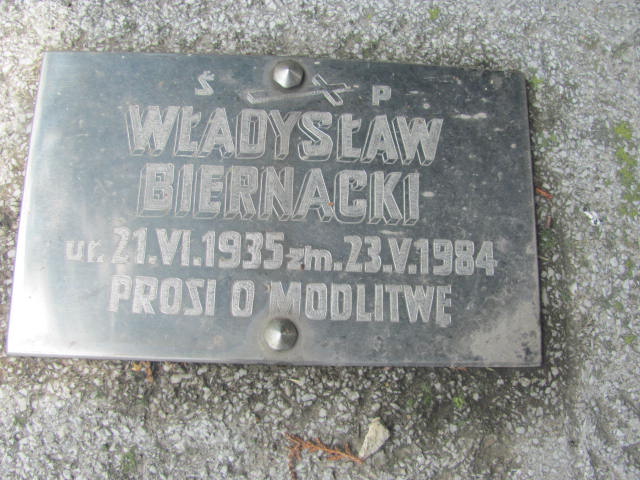 Ś P
WŁADYSŁAW
BIERNACKI
ur. 21.VI.1935 zm. 23.V.1984
PROSI O MODLITWĘ